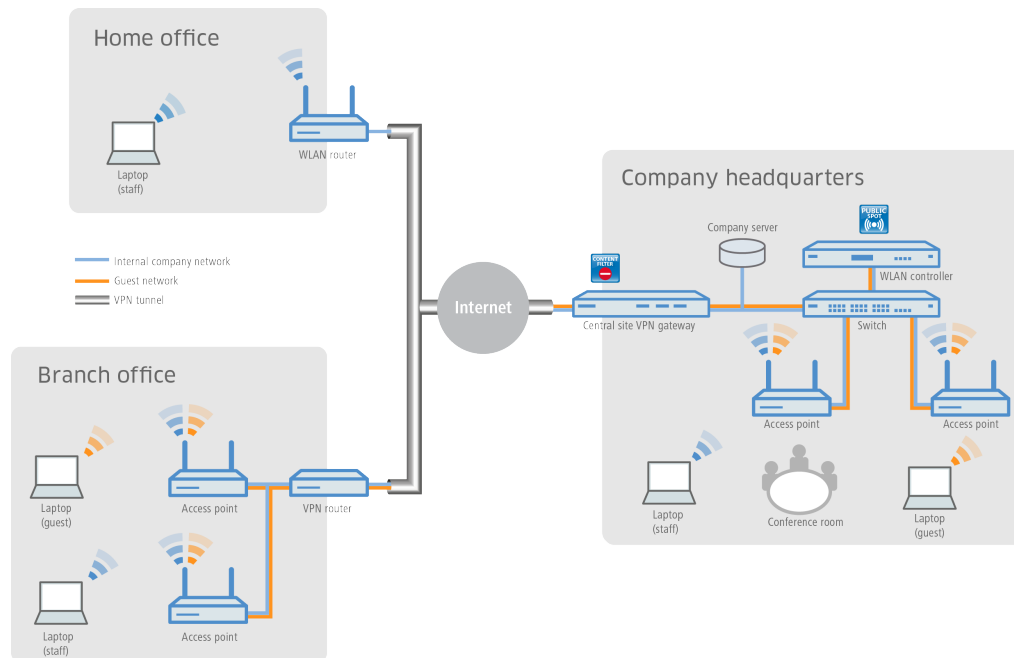 Home office
WLAN router
Laptop
(staff)
Internal company network
Guest network
VPN tunnel
Internet
Company headquarters
PUBLIC
SPOT
Company server
CONTENT
FILTER
WLAN controller
Central site VPN gateway
Switch
Access point
Access point
Laptop
(staff)
Conference room
Laptop
(guest)
Branch office
Laptop
(guest)
Access point
VPN router
Laptop
(staff)
Access point